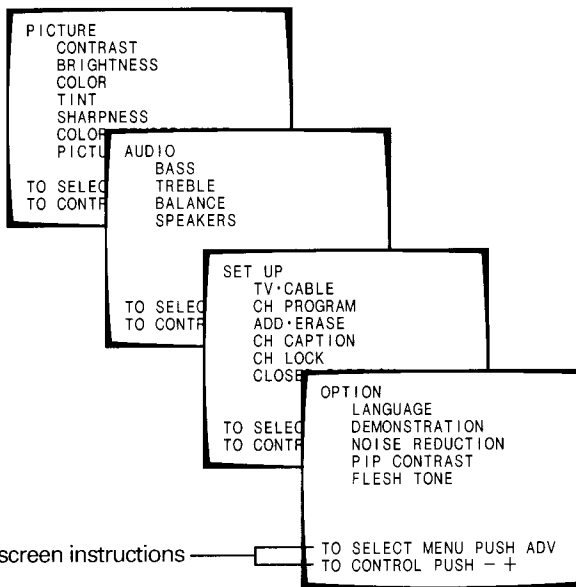 PICTURE
CONTRAST
BRIGHTNESS
COLOR
TINT
SHARPNESS
COLOR
PICTU
TO SELEC
TO CONTR
AUDIO
BASS
TREBLE
BALANCE
SPEAKERS
TO SELEC
TO CONTR
SET UP
TV•CABLE
CH PROGRAM
ADD•ERASE
CH CAPTION
CH LOCK
CLOSE
TO SELEC
TO CONTR
OPTION
LANGUAGE
DEMONSTRATION
NOISE REDUCTION
PIP CONTRAST
FLESH TONE
TO SELECT MENU PUSH ADV
TO CONTROL PUSH – +
screen instructions